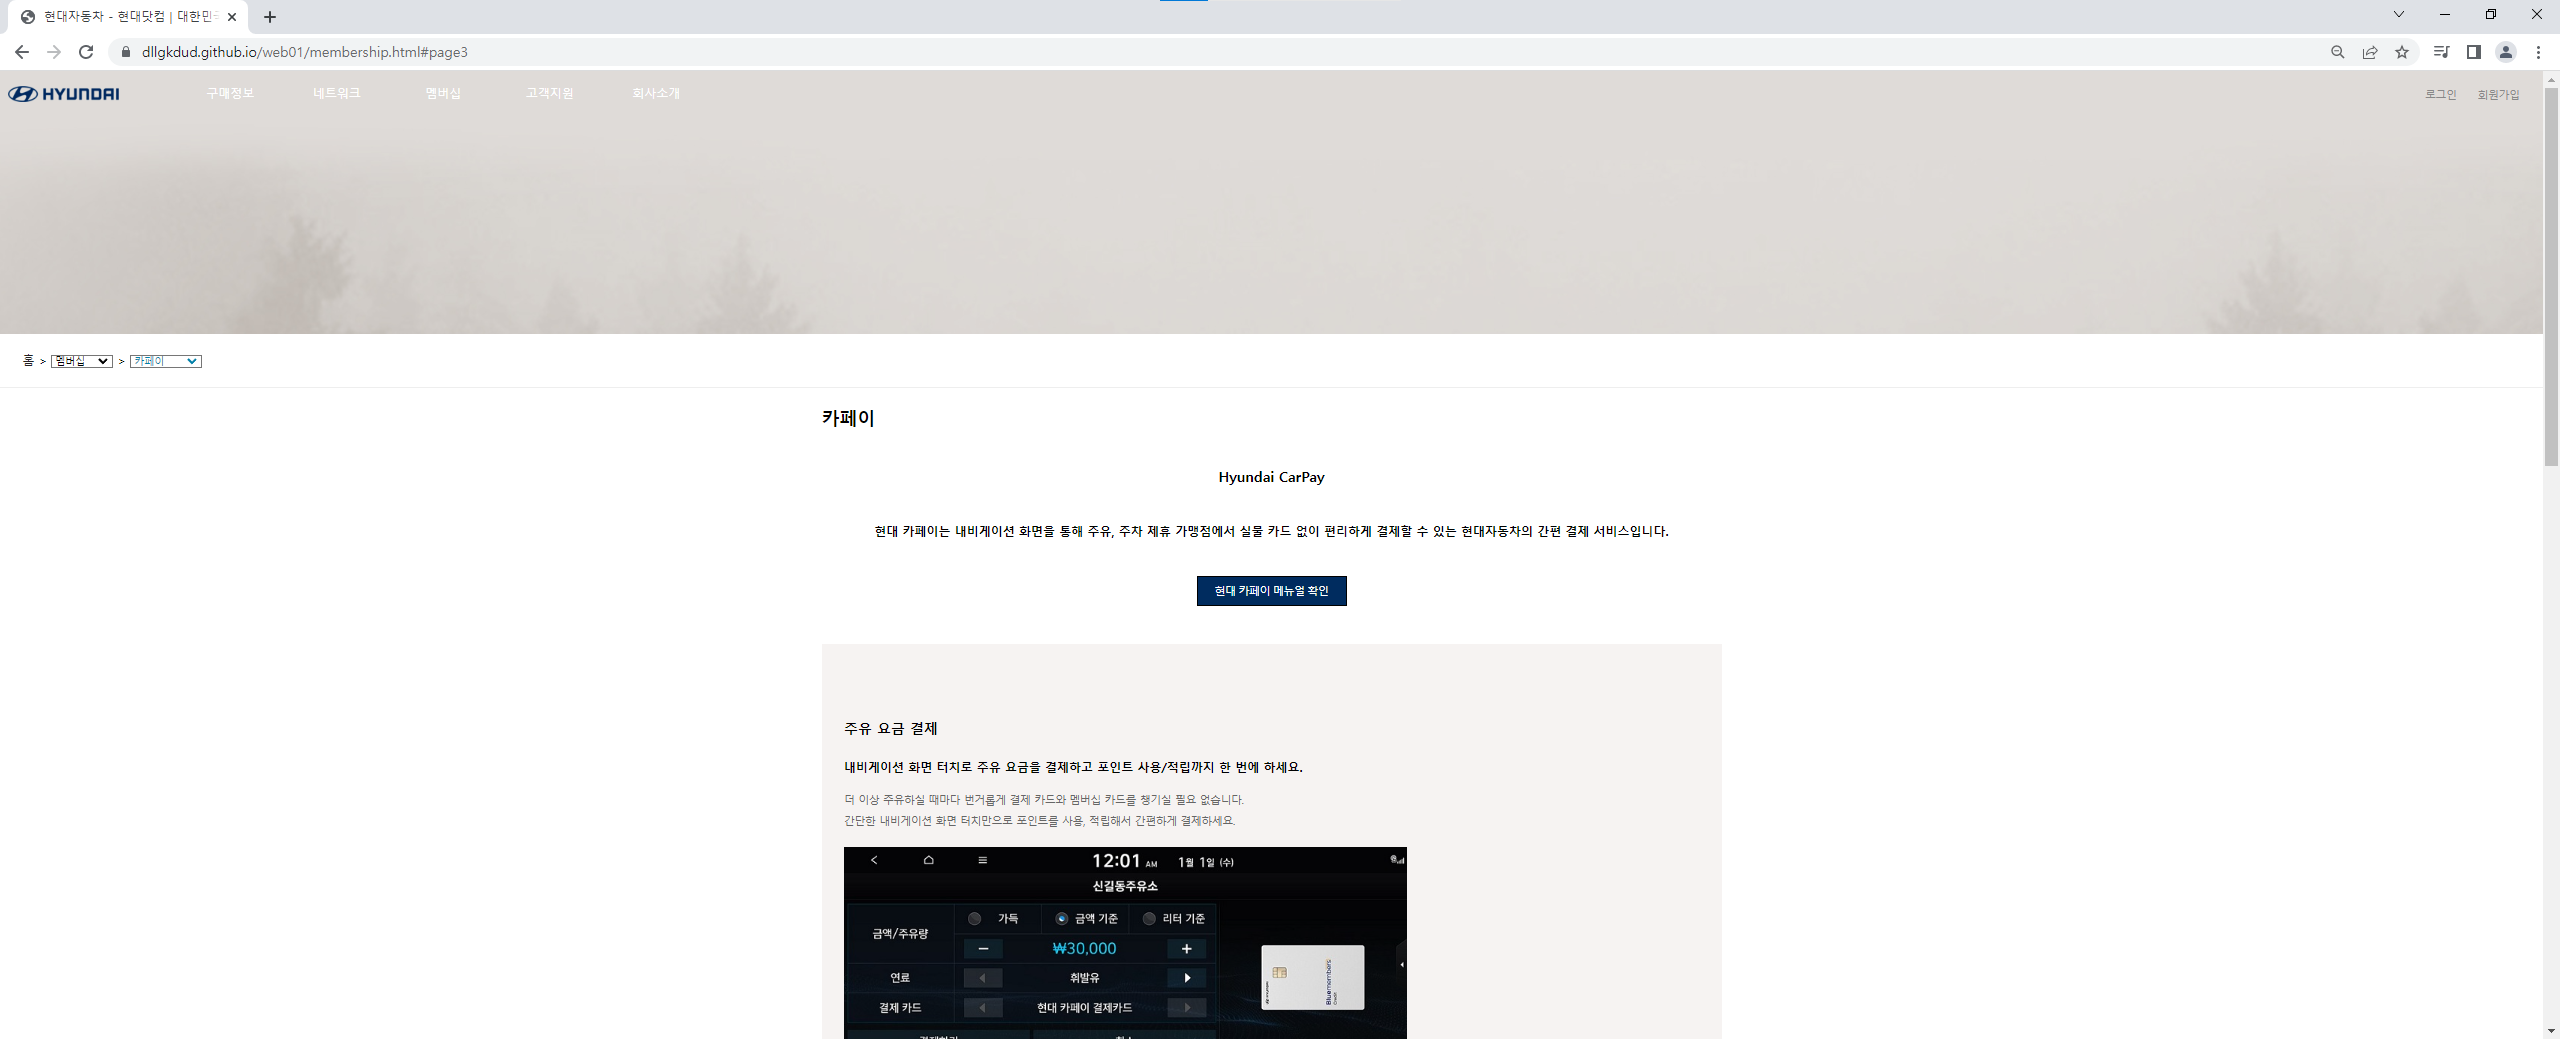 현대자동차 - 현대닷컴 | 대한민국
dllgkdud.github.io/web01/membership.html#page3
HYUNDAI 구매정보 네트워크 멤버십 고객지원 회사소개 로그인 회원가입
홈 > 멤버십 > 카페이
카페이
Hyundai CarPay
현대 카페이는 내비게이션 화면을 통해 주유, 주차 제휴 가맹점에서 실물 카드 없이 편리하게 결제할 수 있는 현대자동차의 간편 결제 서비스입니다.
현대 카페이 메뉴얼 확인
주유 요금 결제
내비게이션 화면 터치로 주유 요금을 결제하고 포인트 사용/적립까지 한 번에 하세요.
더 이상 주유하실 때마다 번거롭게 결제 카드와 멤버십 카드를 챙기실 필요 없습니다.
간단한 내비게이션 화면 터치만으로 포인트를 사용, 적립해서 간편하게 결제하세요.
12:01 AM 1월 1일 (수)
신길동주유소
금액/주유량 가득 금액 기준 리터 기준
− ₩30,000 +
연료 휘발유
결제 카드 현대 카페이 결제카드
Bluemembers
Credit